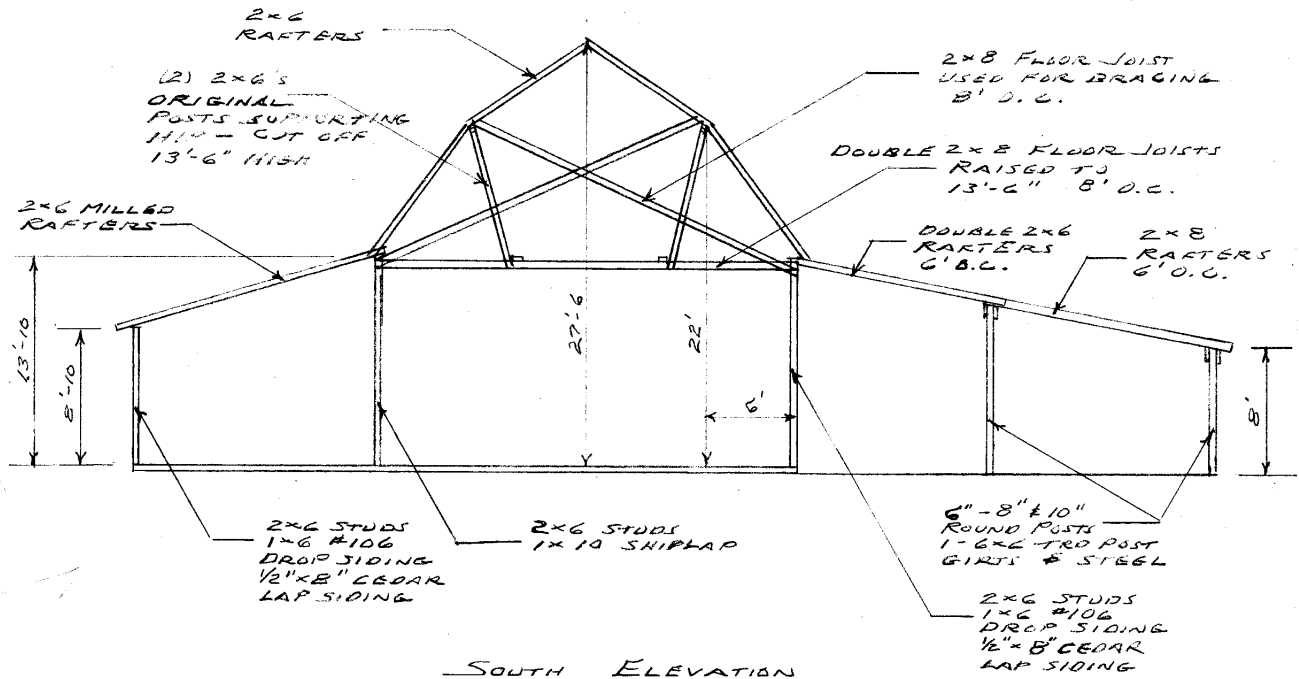 2×6
RAFTERS
(2) 2×6's
ORIGINAL
POSTS SUPPORTING
HIP - CUT OFF
13'-6" HIGH
2×8 FLOOR JOIST
USED FOR BRACING
8' O.C.
DOUBLE 2×8 FLOOR JOISTS
RAISED TO
13'-6" 8' O.C.
2×6 MILLED
RAFTERS
DOUBLE 2×6
RAFTERS
6' O.C.
2×8
RAFTERS
6' O.C.
13'-10
8'-10
27'-6
22'
6'
8'
2×6 STUDS
1×6 #106
DROP SIDING
1/2"×8" CEDAR
LAP SIDING
2×6 STUDS
1×10 SHIPLAP
6"-8" & 10"
ROUND POSTS
1-6×6 TRD POST
GIRTS & STEEL
2×6 STUDS
1×6 #106
DROP SIDING
1/2"×8" CEDAR
LAP SIDING
SOUTH ELEVATION